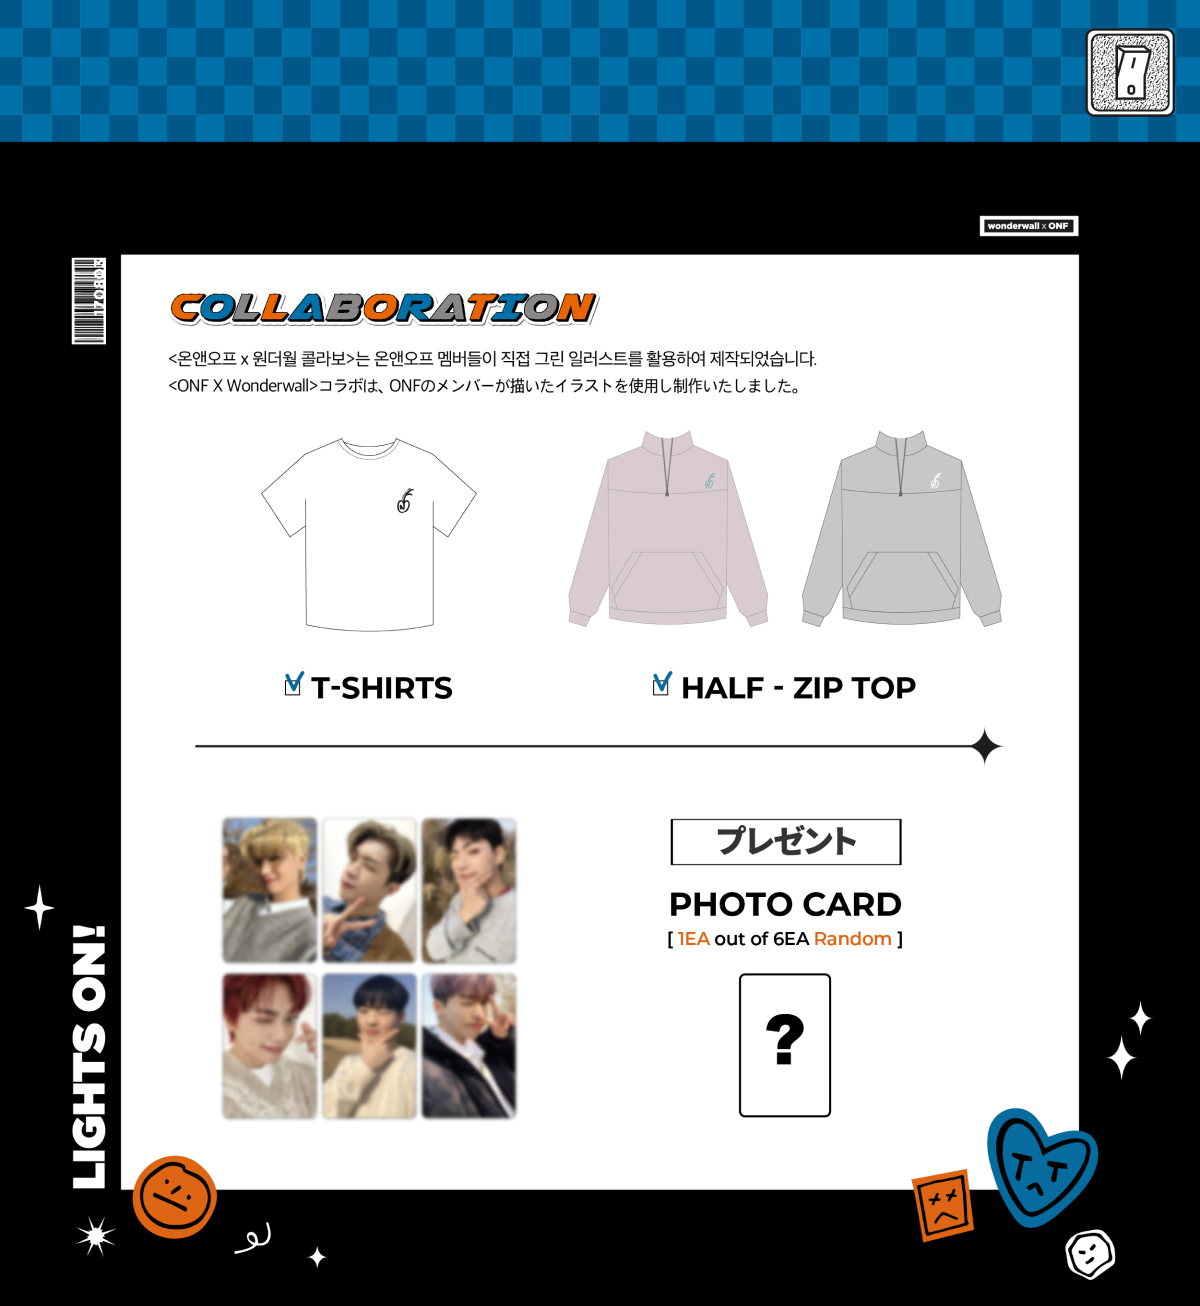 wonderwall x ONF
170803
COLLABORATION
<온앤오프 x 원더월 콜라보>는 온앤오프 멤버들이 직접 그린 일러스트를 활용하여 제작되었습니다.
<ONF X Wonderwall>コラボは、ONFのメンバーが描いたイラストを使用し制作いたしました。
T-SHIRTS
HALF - ZIP TOP
プレゼント
PHOTO CARD
[ 1EA out of 6EA Random ]
?
LIGHTS ON!